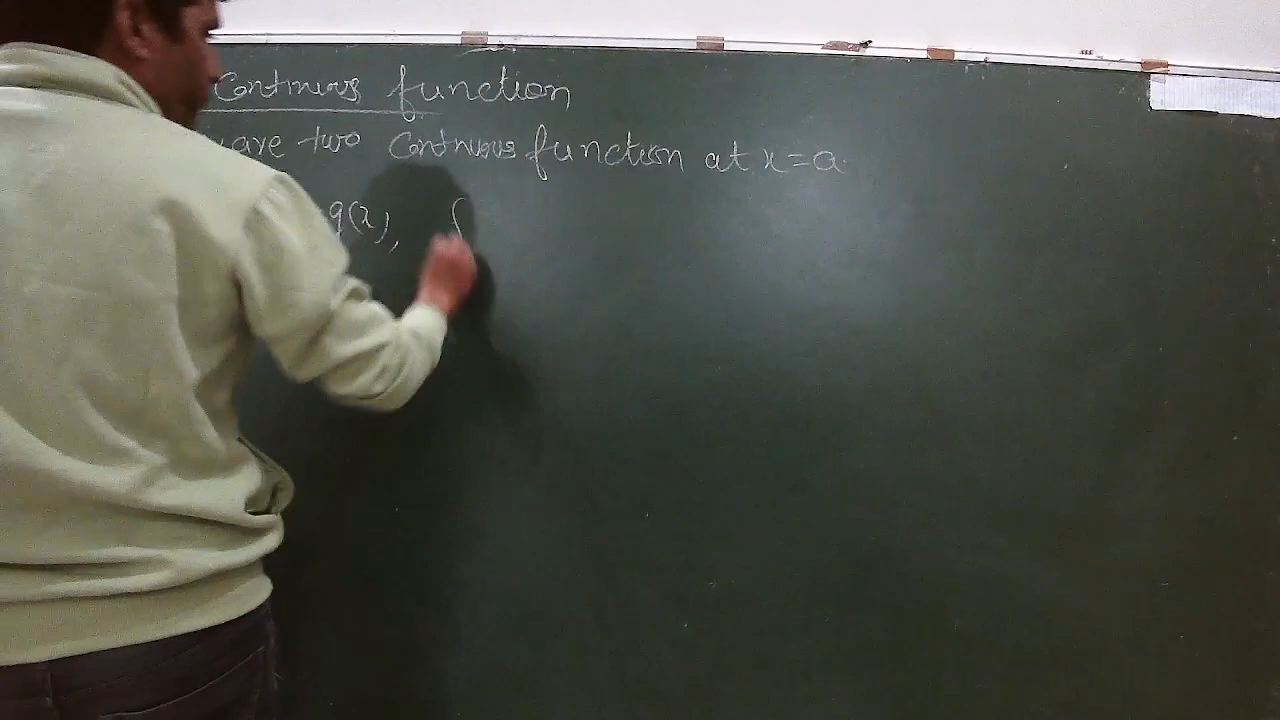 Continuous function
are two Continuous function at x=a.
g(x), f